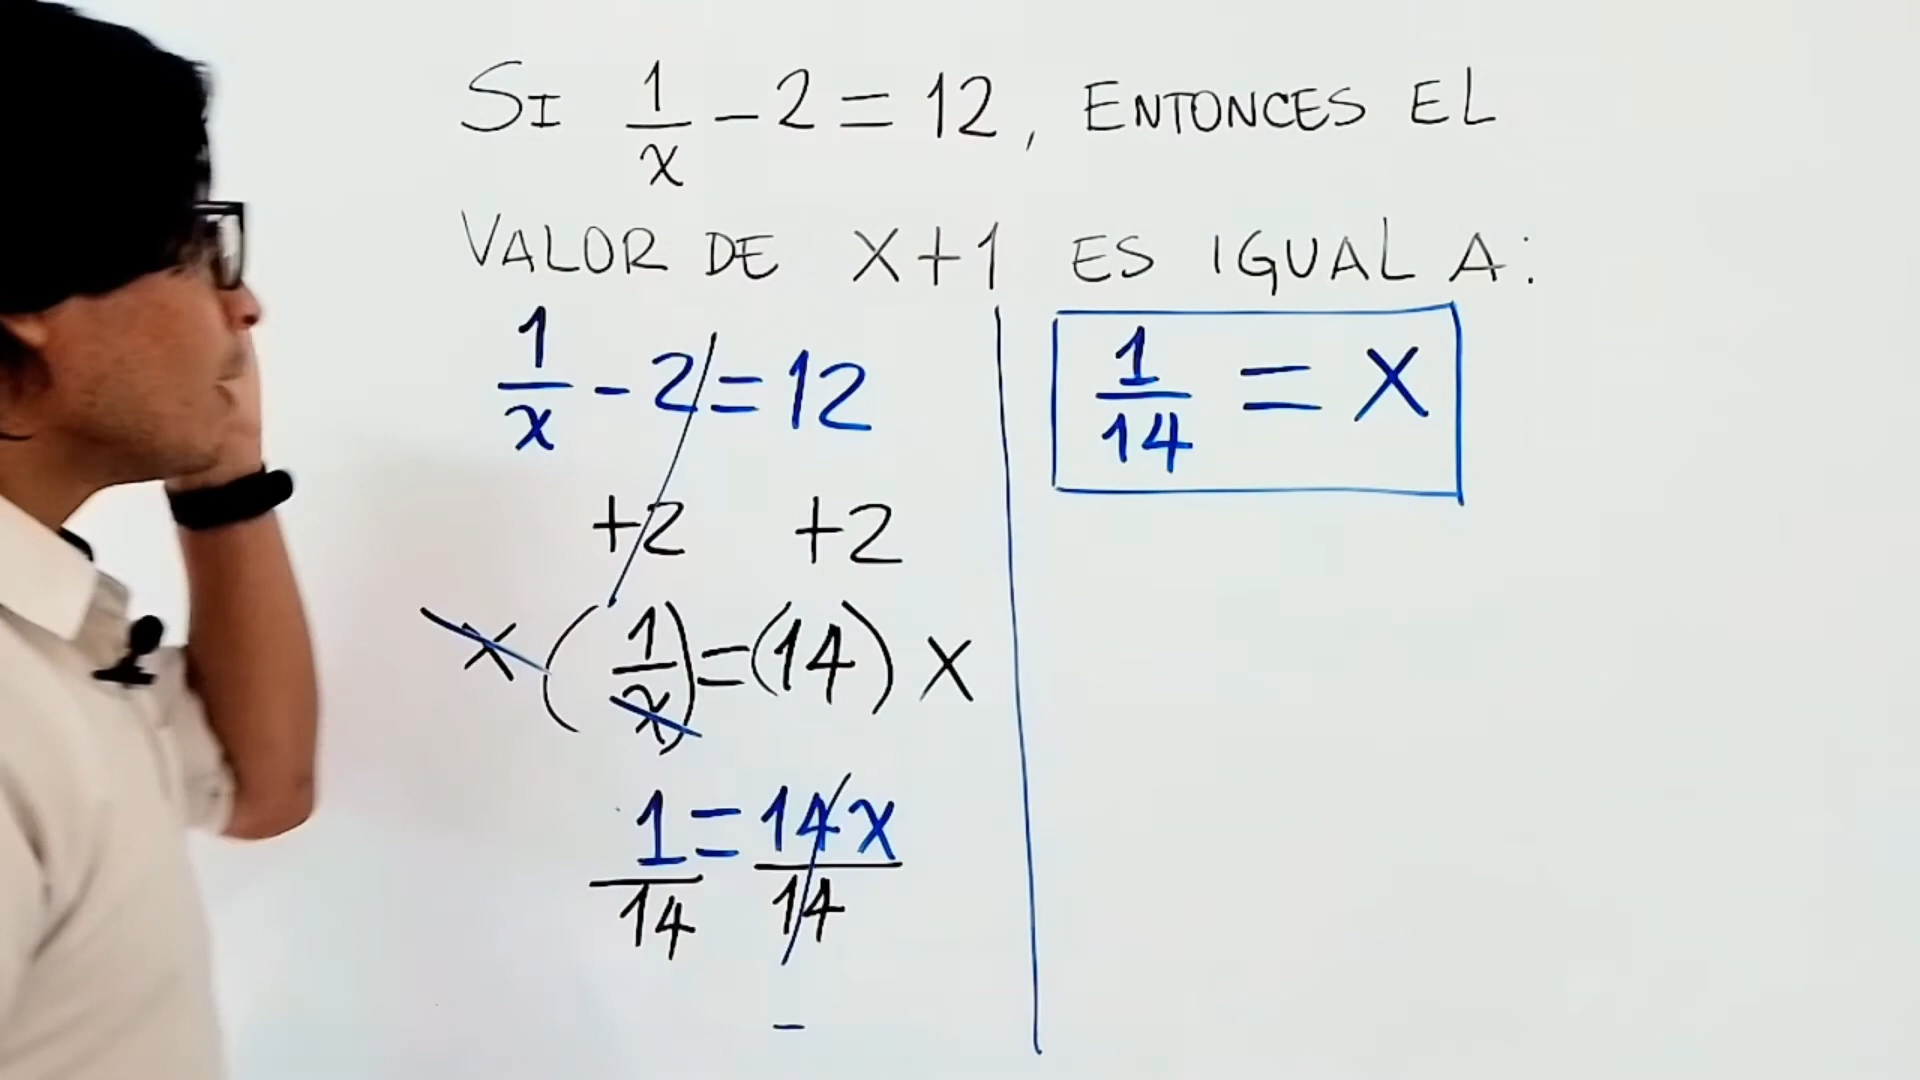 SI 1/x - 2 = 12, ENTONCES EL
VALOR DE X+1 ES IGUAL A:
1/x - 2 = 12
+2 +2
x (1/x) = (14) x
1/14 = 14x/14
1/14 = x